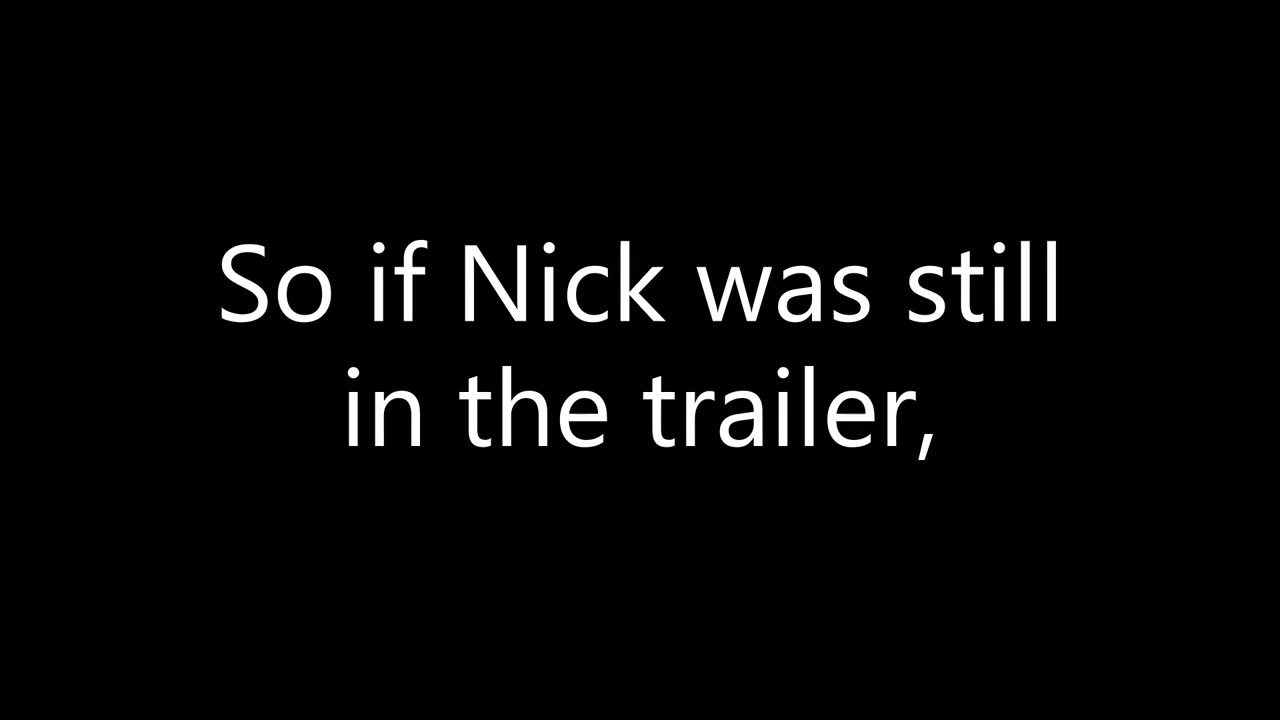 So if Nick was still
in the trailer,